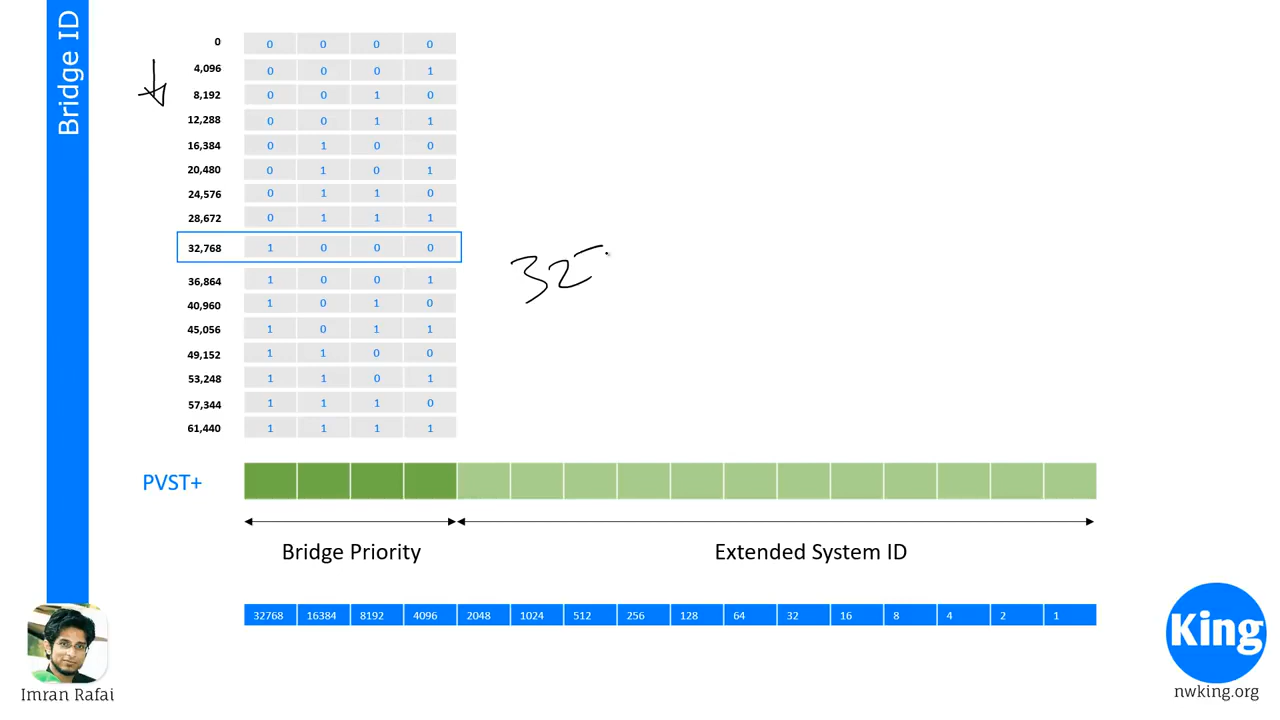 Bridge ID
0 0 0 0 0
4,096 0 0 0 1
8,192 0 0 1 0
12,288 0 0 1 1
16,384 0 1 0 0
20,480 0 1 0 1
24,576 0 1 1 0
28,672 0 1 1 1
32,768 1 0 0 0
32
36,864 1 0 0 1
40,960 1 0 1 0
45,056 1 0 1 1
49,152 1 1 0 0
53,248 1 1 0 1
57,344 1 1 1 0
61,440 1 1 1 1
PVST+
Bridge Priority Extended System ID
32768 16384 8192 4096 2048 1024 512 256 128 64 32 16 8 4 2 1
King
Imran Rafai
nwking.org